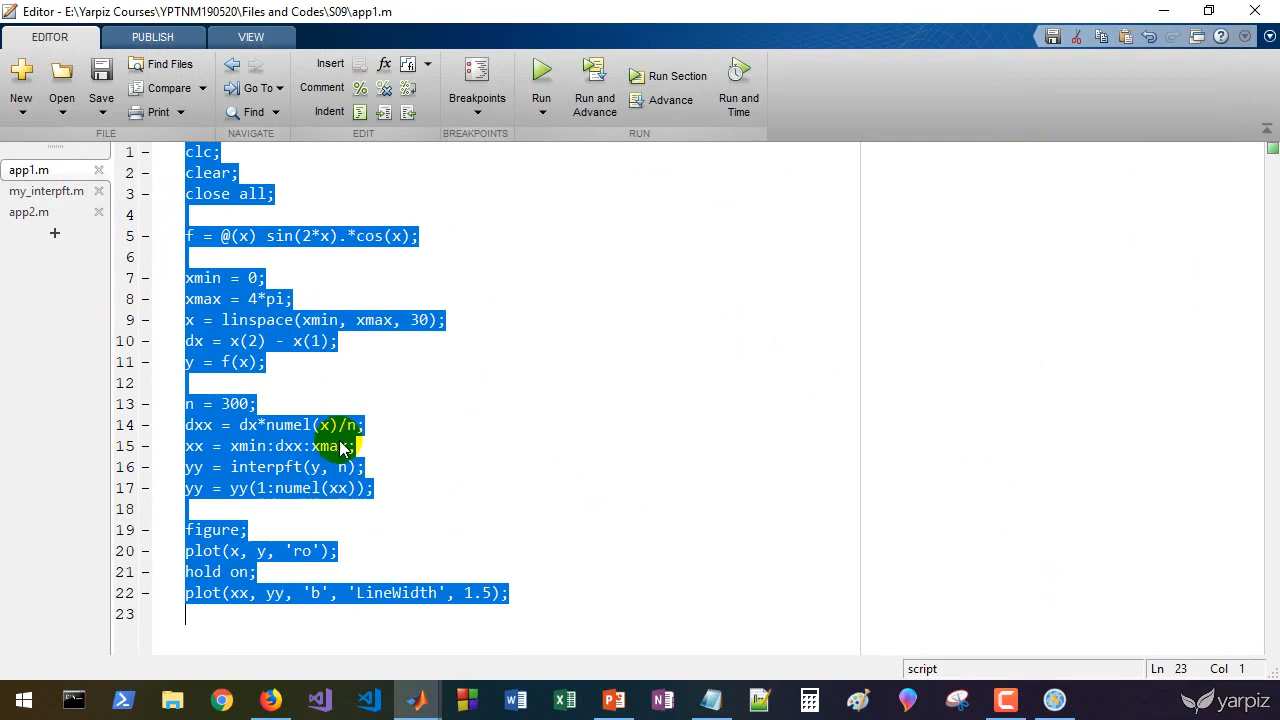 Editor - E:\Yarpiz Courses\YPTNM190520\Files and Codes\S09\app1.m
EDITOR PUBLISH VIEW
New Open Save Find Files Compare Print
Go To Find
Insert fx
Comment
Indent
Breakpoints
Run Run and Advance Run Section Advance Run and Time
FILE NAVIGATE EDIT BREAKPOINTS RUN
app1.m
my_interpft.m
app2.m
1 clc;
2 clear;
3 close all;
4
5 f = @(x) sin(2*x).*cos(x);
6
7 xmin = 0;
8 xmax = 4*pi;
9 x = linspace(xmin, xmax, 30);
10 dx = x(2) - x(1);
11 y = f(x);
12
13 n = 300;
14 dxx = dx*numel(x)/n;
15 xx = xmin:dxx:xmax;
16 yy = interpft(y, n);
17 yy = yy(1:numel(xx));
18
19 figure;
20 plot(x, y, 'ro');
21 hold on;
22 plot(xx, yy, 'b', 'LineWidth', 1.5);
23
script Ln 23 Col 1
yarpiz